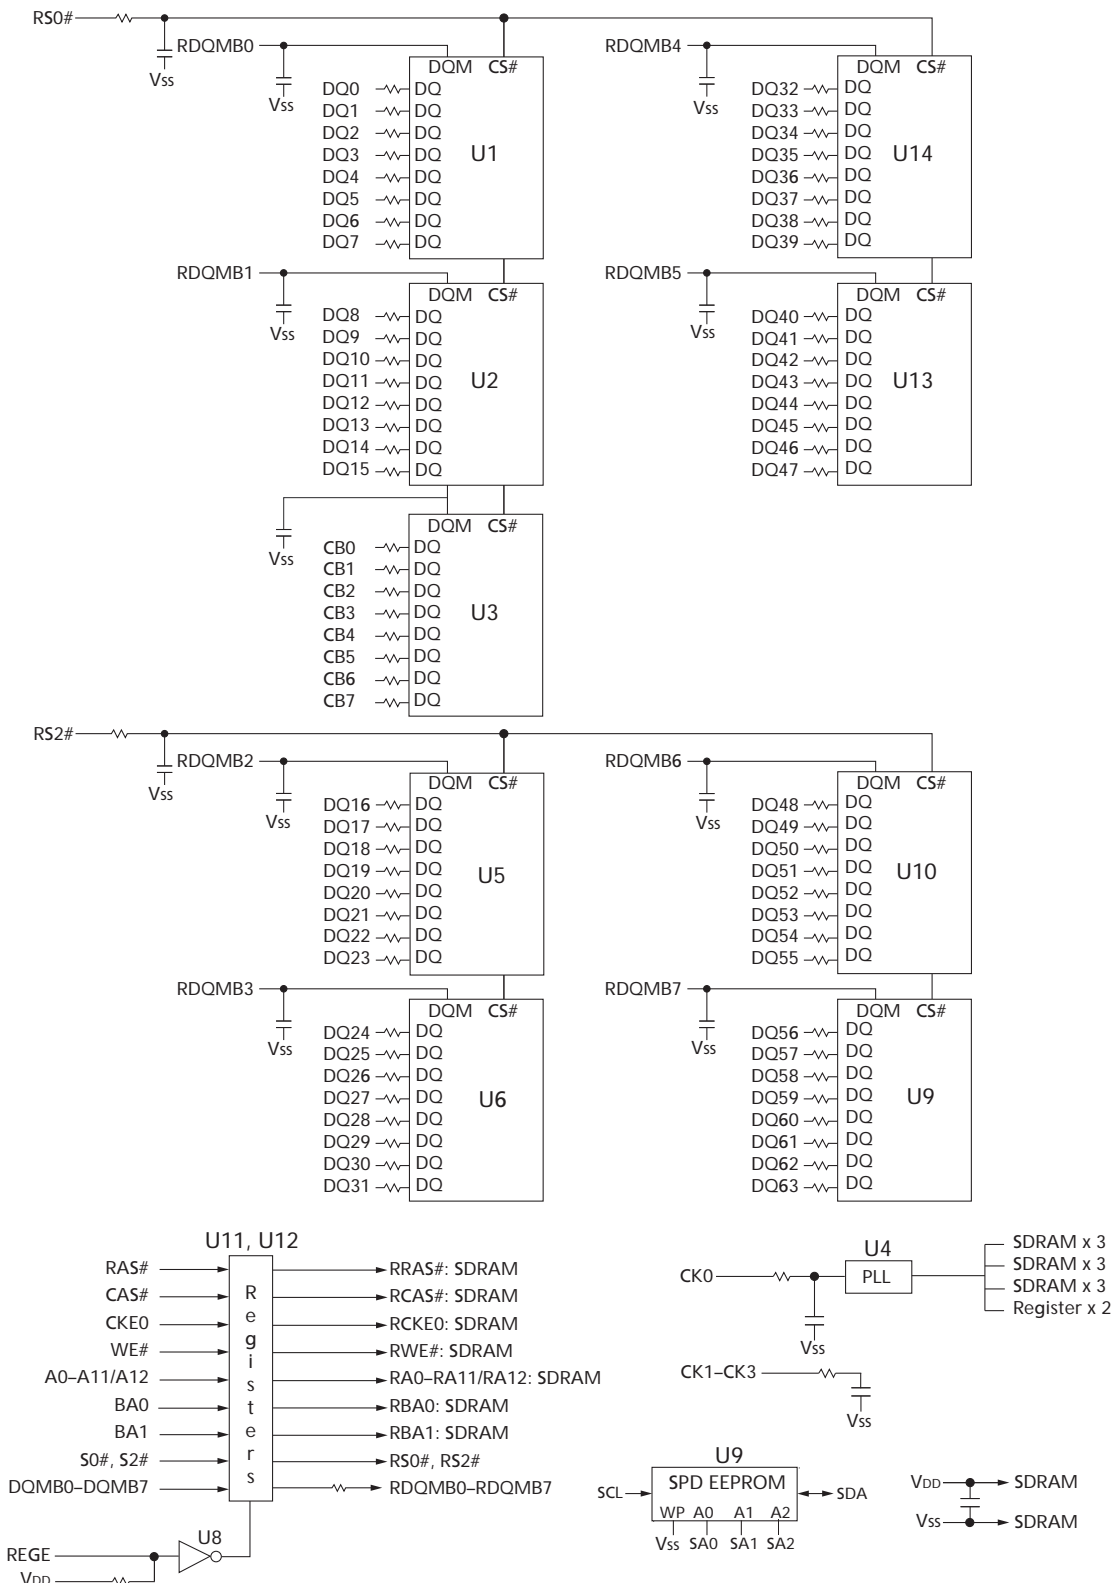 RS0#
Vss
RDQMB0
Vss
DQM CS#
DQ0 DQ
DQ1 DQ
DQ2 DQ
DQ3 DQ
DQ4 DQ
DQ5 DQ
DQ6 DQ
DQ7 DQ
U1
RDQMB4
Vss
DQM CS#
DQ32 DQ
DQ33 DQ
DQ34 DQ
DQ35 DQ
DQ36 DQ
DQ37 DQ
DQ38 DQ
DQ39 DQ
U14
RDQMB1
Vss
DQM CS#
DQ8 DQ
DQ9 DQ
DQ10 DQ
DQ11 DQ
DQ12 DQ
DQ13 DQ
DQ14 DQ
DQ15 DQ
U2
RDQMB5
Vss
DQM CS#
DQ40 DQ
DQ41 DQ
DQ42 DQ
DQ43 DQ
DQ44 DQ
DQ45 DQ
DQ46 DQ
DQ47 DQ
U13
Vss
DQM CS#
CB0 DQ
CB1 DQ
CB2 DQ
CB3 DQ
CB4 DQ
CB5 DQ
CB6 DQ
CB7 DQ
U3
RS2#
Vss
RDQMB2
Vss
DQM CS#
DQ16 DQ
DQ17 DQ
DQ18 DQ
DQ19 DQ
DQ20 DQ
DQ21 DQ
DQ22 DQ
DQ23 DQ
U5
RDQMB6
Vss
DQM CS#
DQ48 DQ
DQ49 DQ
DQ50 DQ
DQ51 DQ
DQ52 DQ
DQ53 DQ
DQ54 DQ
DQ55 DQ
U10
RDQMB3
Vss
DQM CS#
DQ24 DQ
DQ25 DQ
DQ26 DQ
DQ27 DQ
DQ28 DQ
DQ29 DQ
DQ30 DQ
DQ31 DQ
U6
RDQMB7
Vss
DQM CS#
DQ56 DQ
DQ57 DQ
DQ58 DQ
DQ59 DQ
DQ60 DQ
DQ61 DQ
DQ62 DQ
DQ63 DQ
U9
U11, U12
Registers
RAS# RRAS#: SDRAM
CAS# RCAS#: SDRAM
CKE0 RCKE0: SDRAM
WE# RWE#: SDRAM
A0–A11/A12 RA0–RA11/RA12: SDRAM
BA0 RBA0: SDRAM
BA1 RBA1: SDRAM
S0#, S2# RS0#, RS2#
DQMB0–DQMB7 RDQMB0–RDQMB7
U8
REGE
VDD
U4
CK0
PLL
SDRAM x 3
SDRAM x 3
SDRAM x 3
Register x 2
Vss
CK1–CK3
Vss
U9
SPD EEPROM
SCL SDA
WP A0 A1 A2
Vss SA0 SA1 SA2
VDD SDRAM
Vss SDRAM